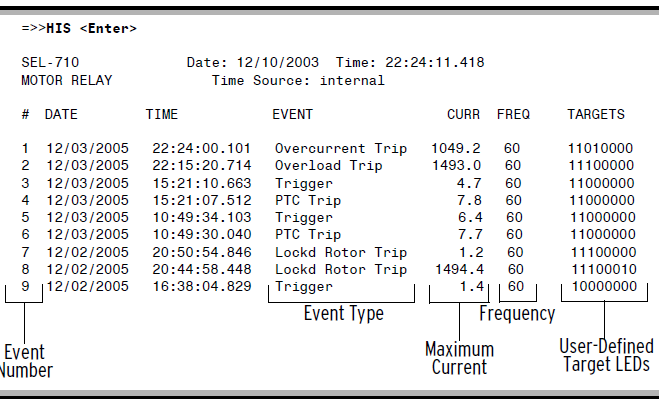 =>>HIS <Enter>
SEL-710 Date: 12/10/2003 Time: 22:24:11.418
MOTOR RELAY Time Source: internal
# DATE TIME EVENT CURR FREQ TARGETS
1 12/03/2005 22:24:00.101 Overcurrent Trip 1049.2 60 11010000
2 12/03/2005 22:15:20.714 Overload Trip 1493.0 60 11100000
3 12/03/2005 15:21:10.663 Trigger 4.7 60 11000000
4 12/03/2005 15:21:07.512 PTC Trip 7.8 60 11000000
5 12/03/2005 10:49:34.103 Trigger 6.4 60 11000000
6 12/03/2005 10:49:30.040 PTC Trip 7.7 60 11000000
7 12/02/2005 20:50:54.846 Lockd Rotor Trip 1.2 60 11100000
8 12/02/2005 20:44:58.448 Lockd Rotor Trip 1494.4 60 11100010
9 12/02/2005 16:38:04.829 Trigger 1.4 60 10000000
Event Type
Frequency
Event
Number
Maximum
Current
User-Defined
Target LEDs